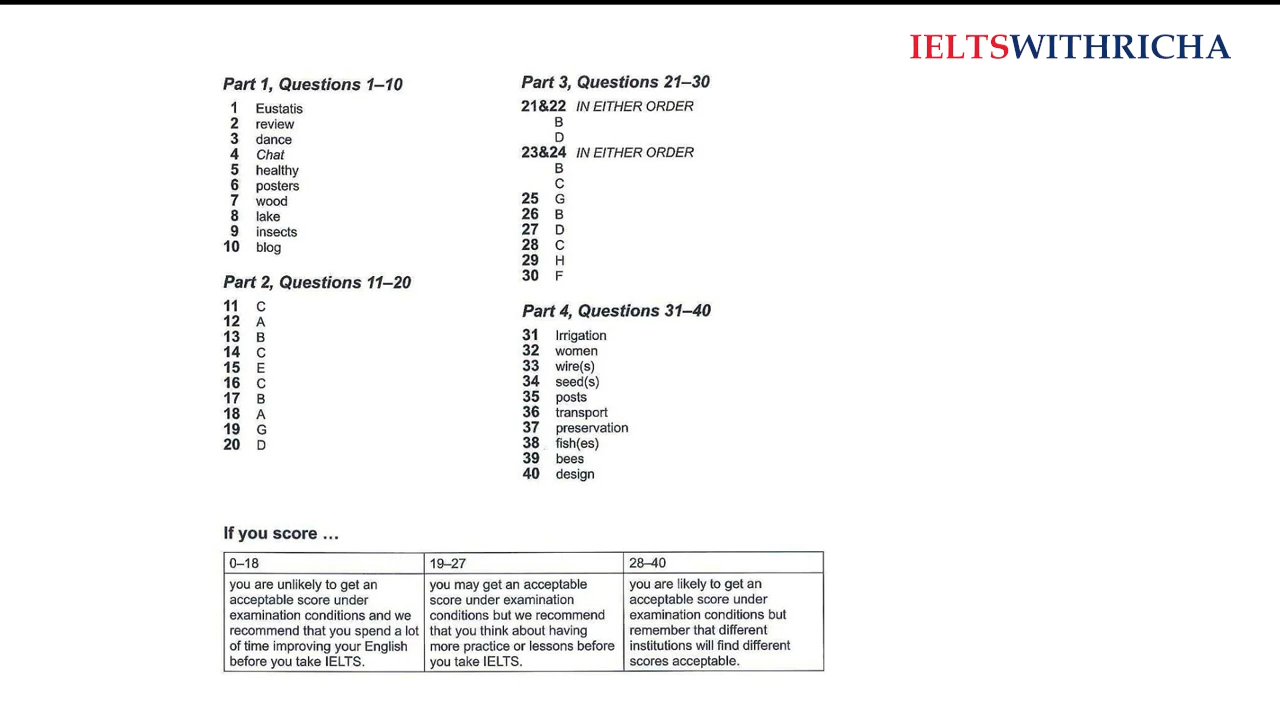 IELTSWITHRICHA
Part 1, Questions 1–10
1 Eustatis
2 review
3 dance
4 Chat
5 healthy
6 posters
7 wood
8 lake
9 insects
10 blog
Part 2, Questions 11–20
11 C
12 A
13 B
14 C
15 E
16 C
17 B
18 A
19 G
20 D
Part 3, Questions 21–30
21&22 IN EITHER ORDER
B
D
23&24 IN EITHER ORDER
B
C
25 G
26 B
27 D
28 C
29 H
30 F
Part 4, Questions 31–40
31 Irrigation
32 women
33 wire(s)
34 seed(s)
35 posts
36 transport
37 preservation
38 fish(es)
39 bees
40 design
If you score ...
0–18
you are unlikely to get an
acceptable score under
examination conditions and we
recommend that you spend a lot
of time improving your English
before you take IELTS.
19–27
you may get an acceptable
score under examination
conditions but we recommend
that you think about having
more practice or lessons before
you take IELTS.
28–40
you are likely to get an
acceptable score under
examination conditions but
remember that different
institutions will find different
scores acceptable.